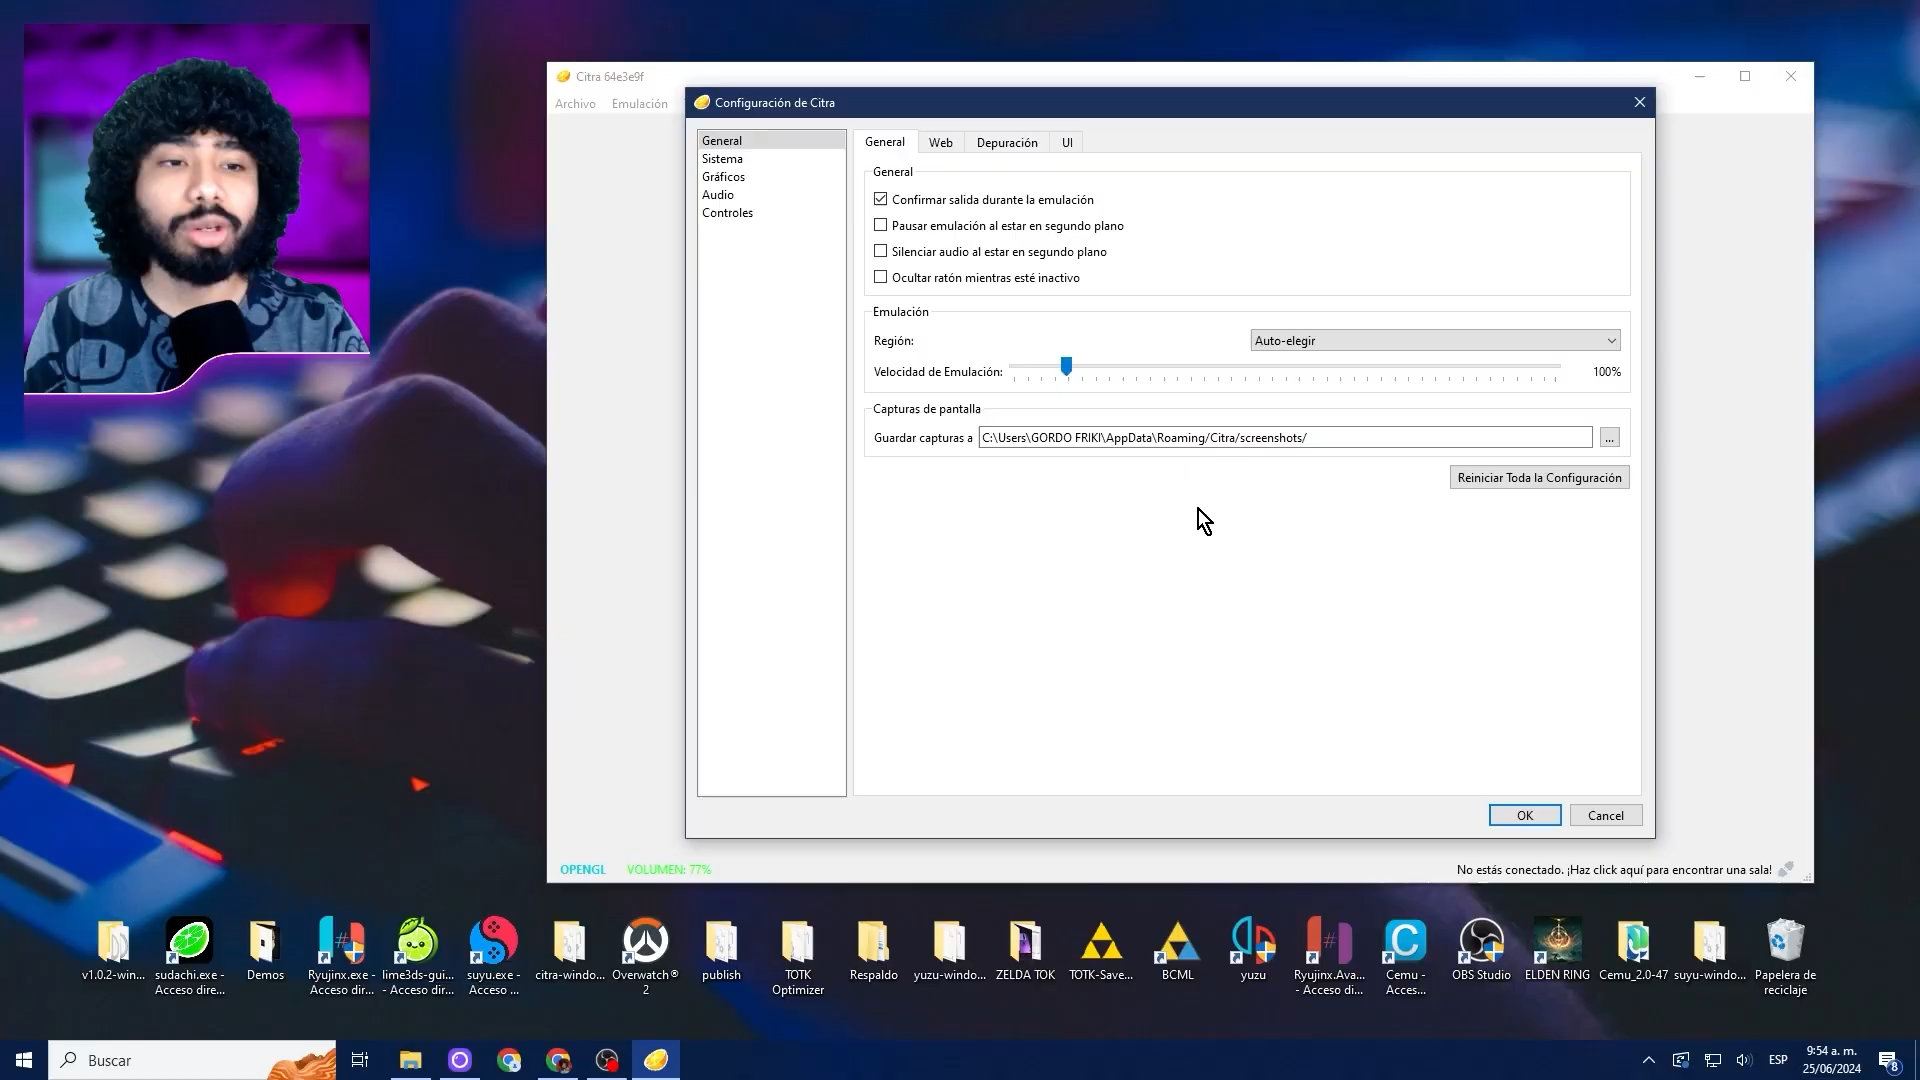 Citra 64e3e9f
Archivo Emulación
Configuración de Citra
General
Sistema
Gráficos
Audio
Controles
General Web Depuración UI
General
Confirmar salida durante la emulación
Pausar emulación al estar en segundo plano
Silenciar audio al estar en segundo plano
Ocultar ratón mientras esté inactivo
Emulación
Región: Auto-elegir
Velocidad de Emulación: 100%
Capturas de pantalla
Guardar capturas a C:\Users\GORDO FRIKI\AppData\Roaming/Citra/screenshots/ ...
Reiniciar Toda la Configuración
OK Cancel
OPENGL VOLUMEN: 77% No estás conectado. ¡Haz click aquí para encontrar una sala!
v1.0.2-win...
sudachi.exe -
Acceso dire...
Demos
Ryujinx.exe -
Acceso dir...
lime3ds-gui...
- Acceso dir...
suyu.exe -
Acceso ...
citra-windo...
Overwatch®
2
publish
TOTK
Optimizer
Respaldo
yuzu-windo...
ZELDA TOK
TOTK-Save...
BCML
yuzu
Ryujinx.Ava...
- Acceso di...
Cemu -
Acces...
OBS Studio
ELDEN RING
Cemu_2.0-47
suyu-windo...
Papelera de
reciclaje
Buscar
ESP
9:54 a. m.
25/06/2024
8